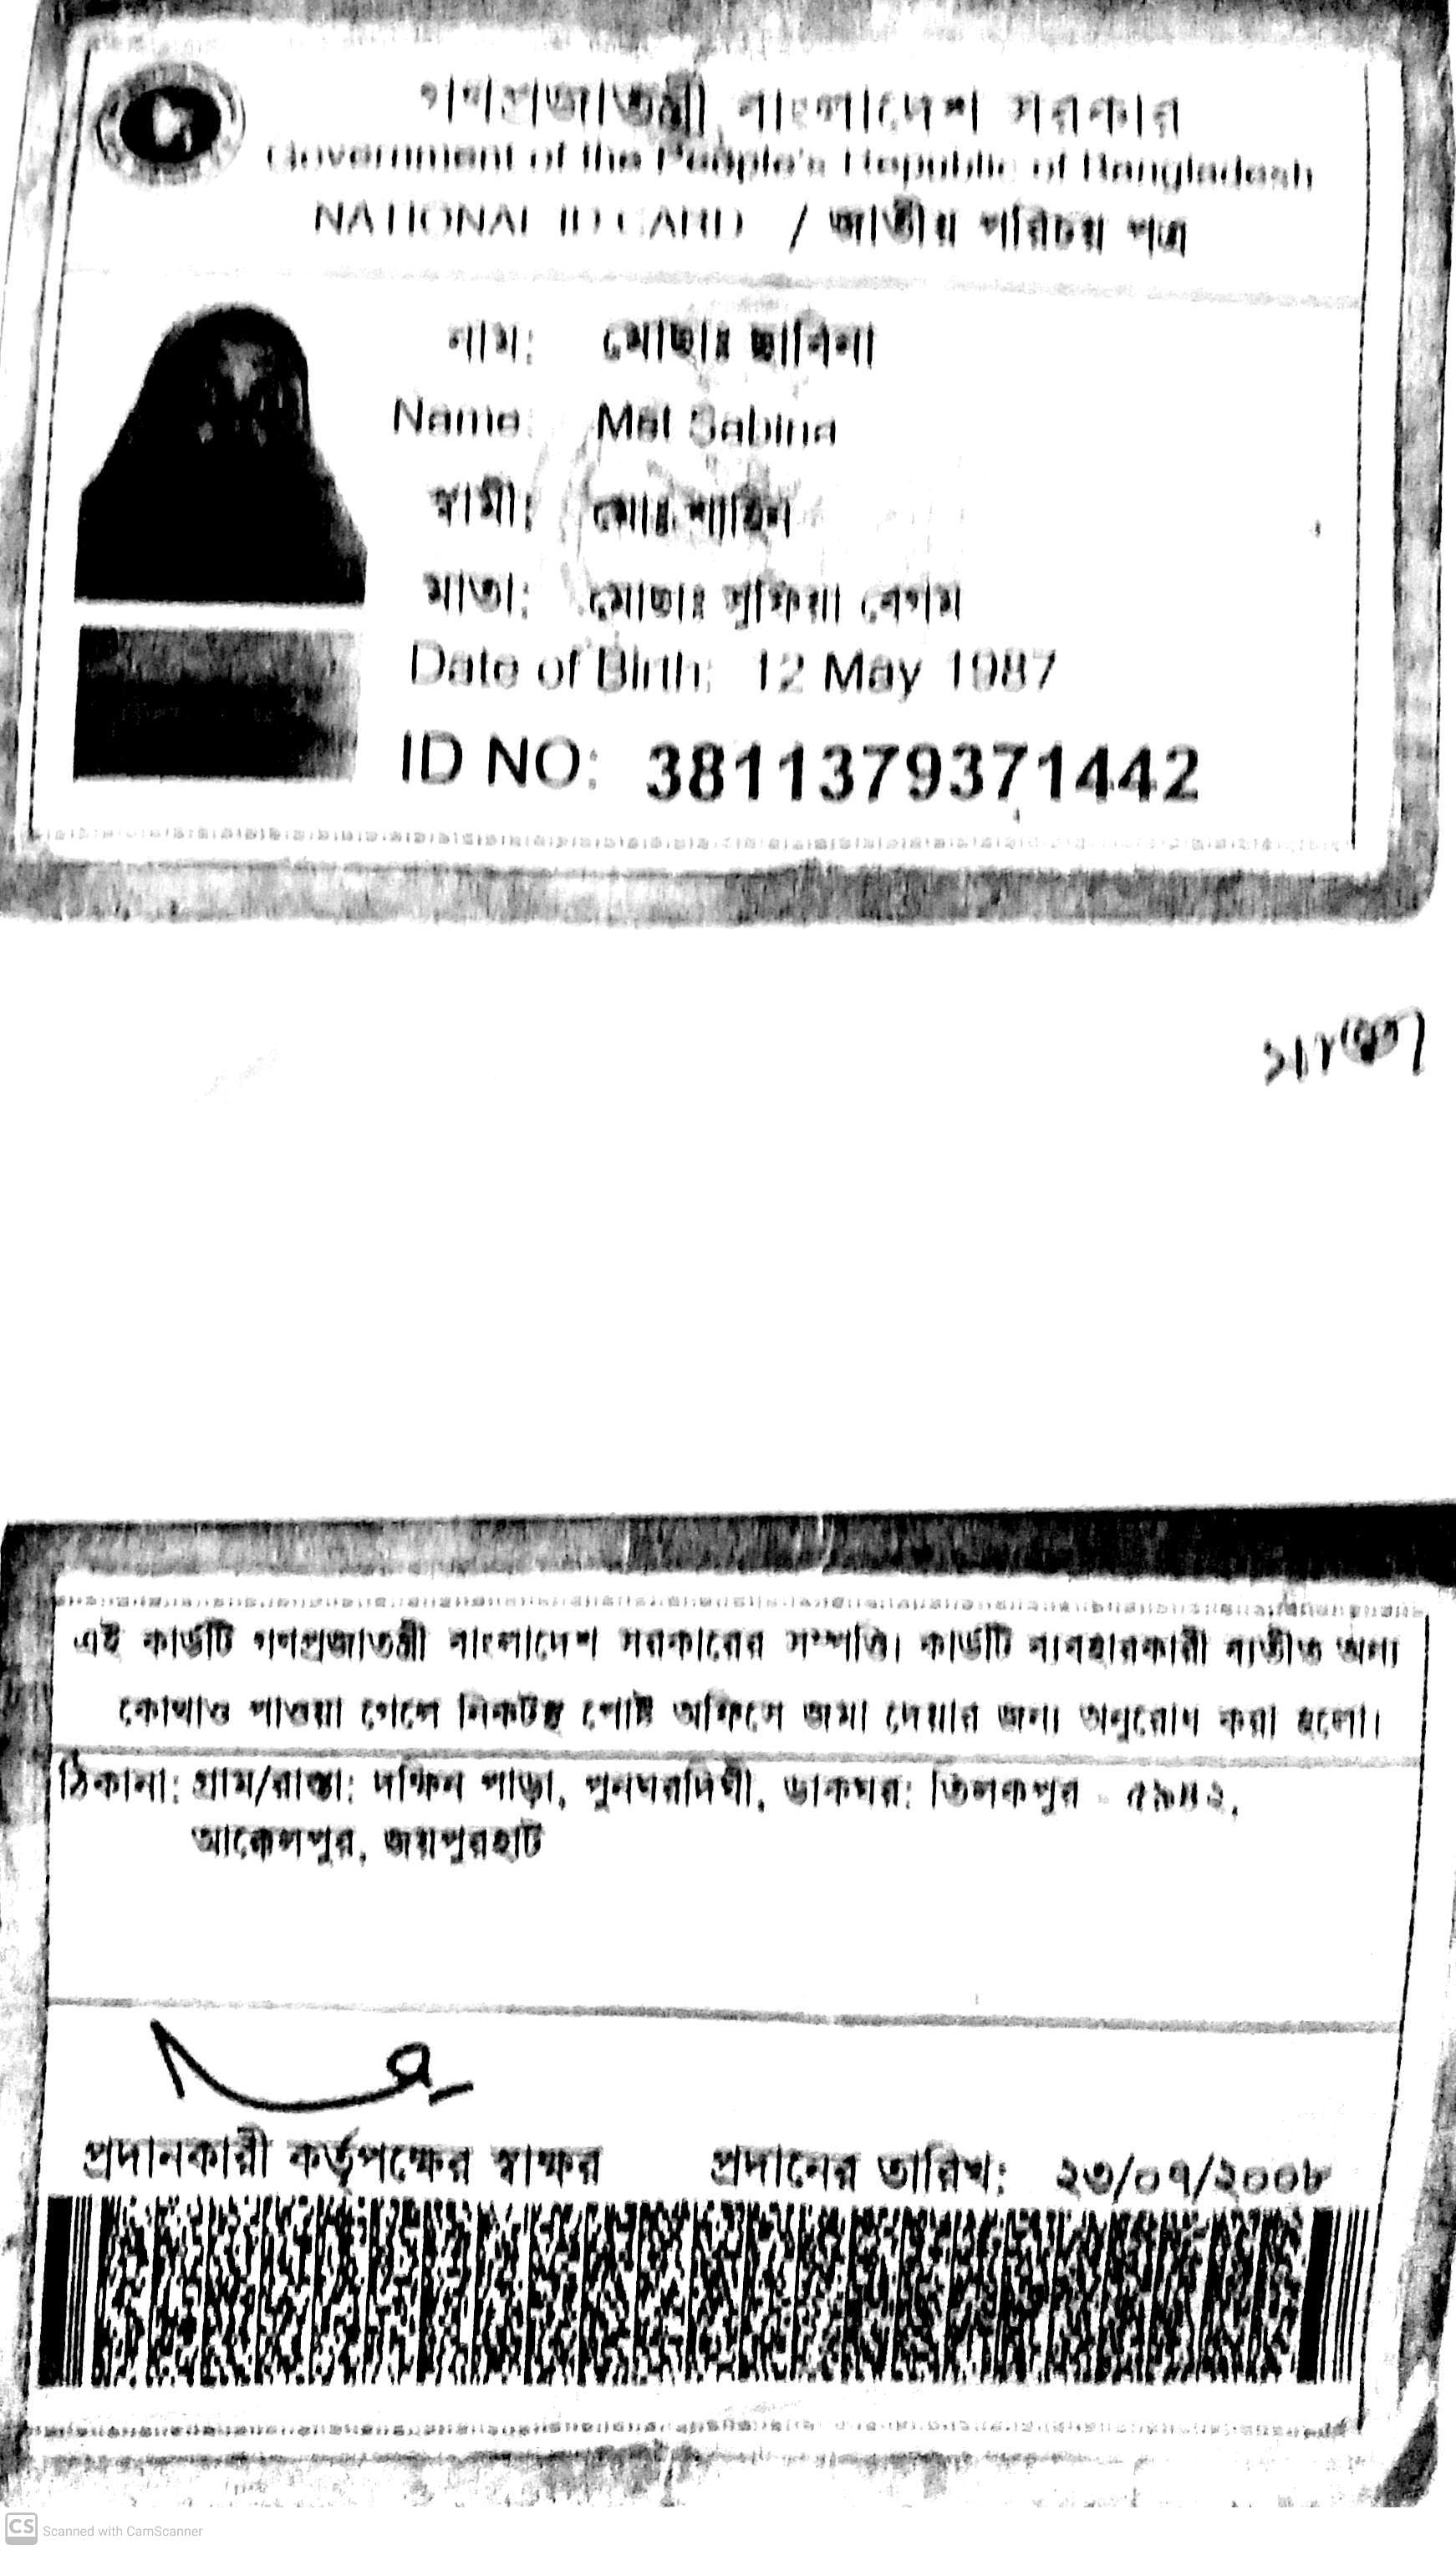 গণপ্রজাতন্ত্রী বাংলাদেশ সরকার
Government of the People's Republic of Bangladesh
NATIONAL ID CARD / জাতীয় পরিচয় পত্র
নাম: মোছাঃ ছাবিনা
Name: Mst Sabina
স্বামী: মোঃ শাহিন
মাতা: মোছাঃ সুফিয়া বেগম
Date of Birth: 12 May 1987
ID NO: 3811379371442
এই কার্ডটি গণপ্রজাতন্ত্রী বাংলাদেশ সরকারের সম্পত্তি। কার্ডটি ব্যবহারকারী ব্যতীত অন্য
কোথাও পাওয়া গেলে নিকটস্থ পোষ্ট অফিসে জমা দেয়ার জন্য অনুরোধ করা হলো।
ঠিকানা: গ্রাম/রাস্তা: দক্ষিন পাড়া, পুনঘরদিঘী, ডাকঘর: তিলকপুর - ৫৯৪২,
আক্কেলপুর, জয়পুরহাট
প্রদানকারী কর্তৃপক্ষের স্বাক্ষর প্রদানের তারিখ: ২৩/০৭/২০০৮
CS Scanned with CamScanner